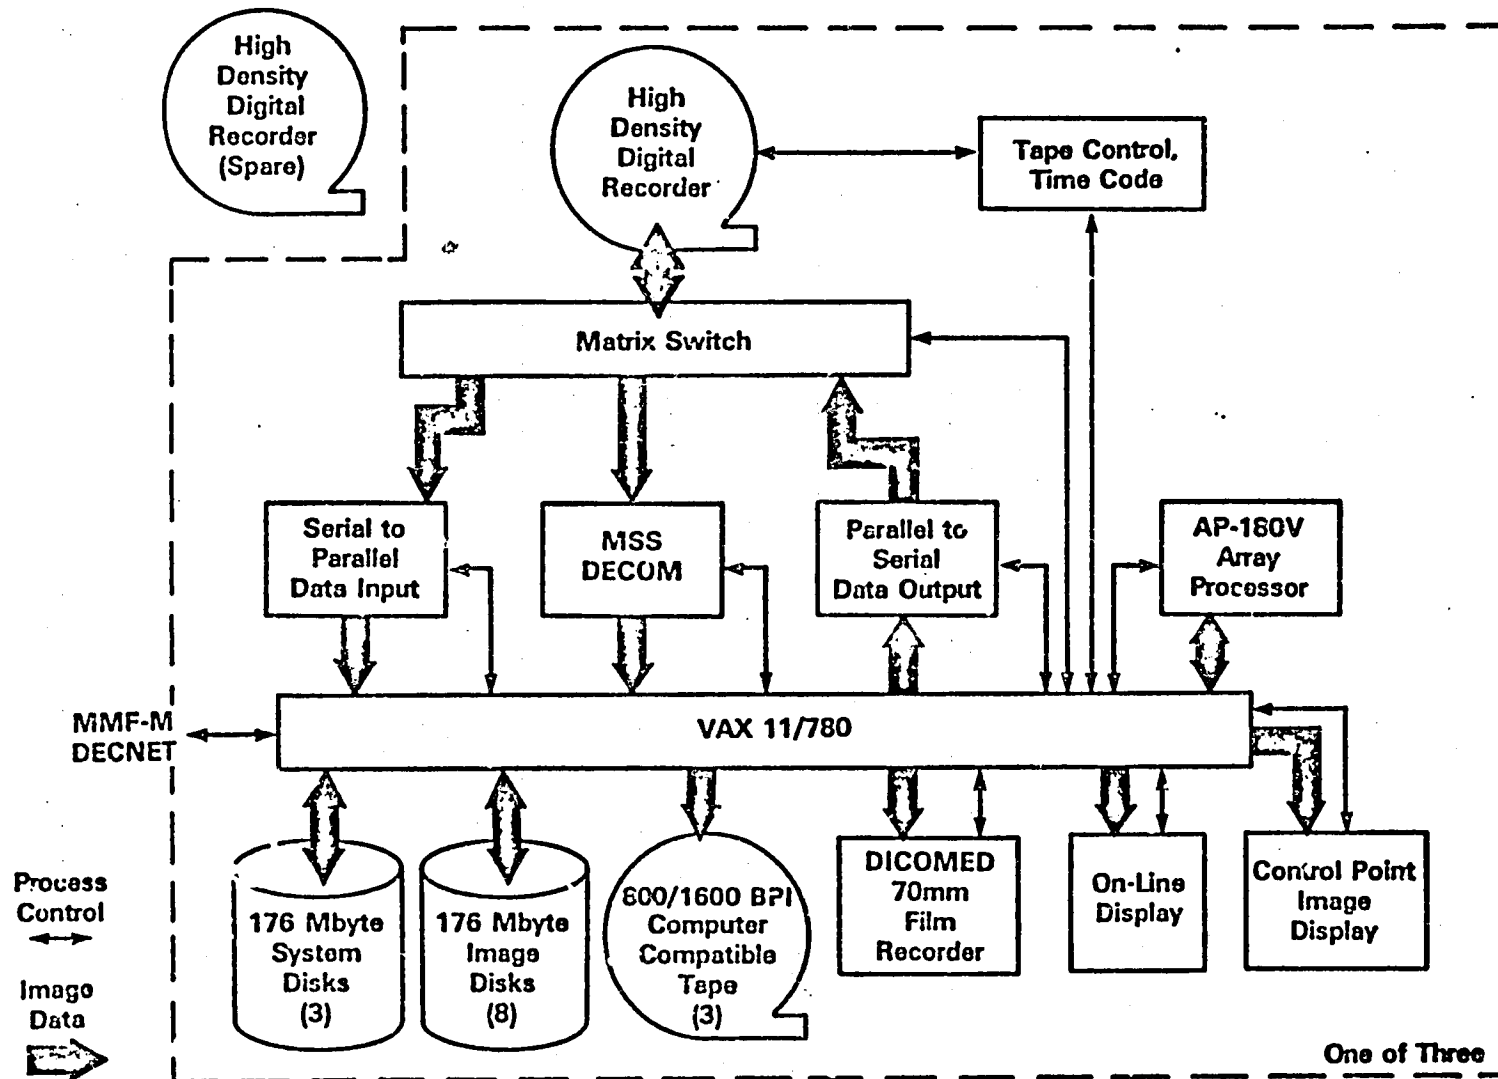 High
Density
Digital
Recorder
(Spare)
High
Density
Digital
Recorder
Tape Control,
Time Code
Matrix Switch
Serial to
Parallel
Data Input
MSS
DECOM
Parallel to
Serial
Data Output
AP-180V
Array
Processor
MMF-M
DECNET
VAX 11/780
Process
Control
Image
Data
176 Mbyte
System
Disks
(3)
176 Mbyte
Image
Disks
(8)
800/1600 BPI
Computer
Compatible
Tape
(3)
DICOMED
70mm
Film
Recorder
On-Line
Display
Control Point
Image
Display
One of Three